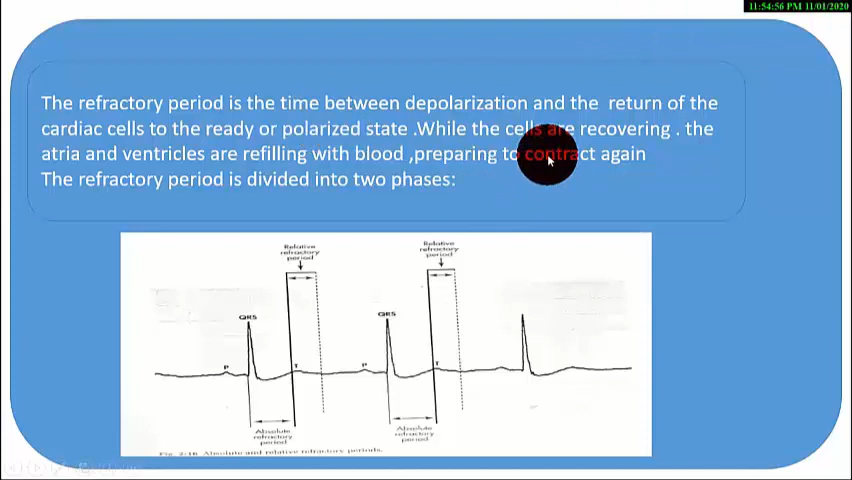 11:54:56 PM 11/01/2020
The refractory period is the time between depolarization and the return of the
cardiac cells to the ready or polarized state .While the cells are recovering . the
atria and ventricles are refilling with blood ,preparing to contract again
The refractory period is divided into two phases:
Relative
refractory
period
Relative
refractory
period
QRS
QRS
P
T
P
T
Absolute
refractory
period
Absolute
refractory
period
Fig. 2-16 Absolute and relative refractory periods.